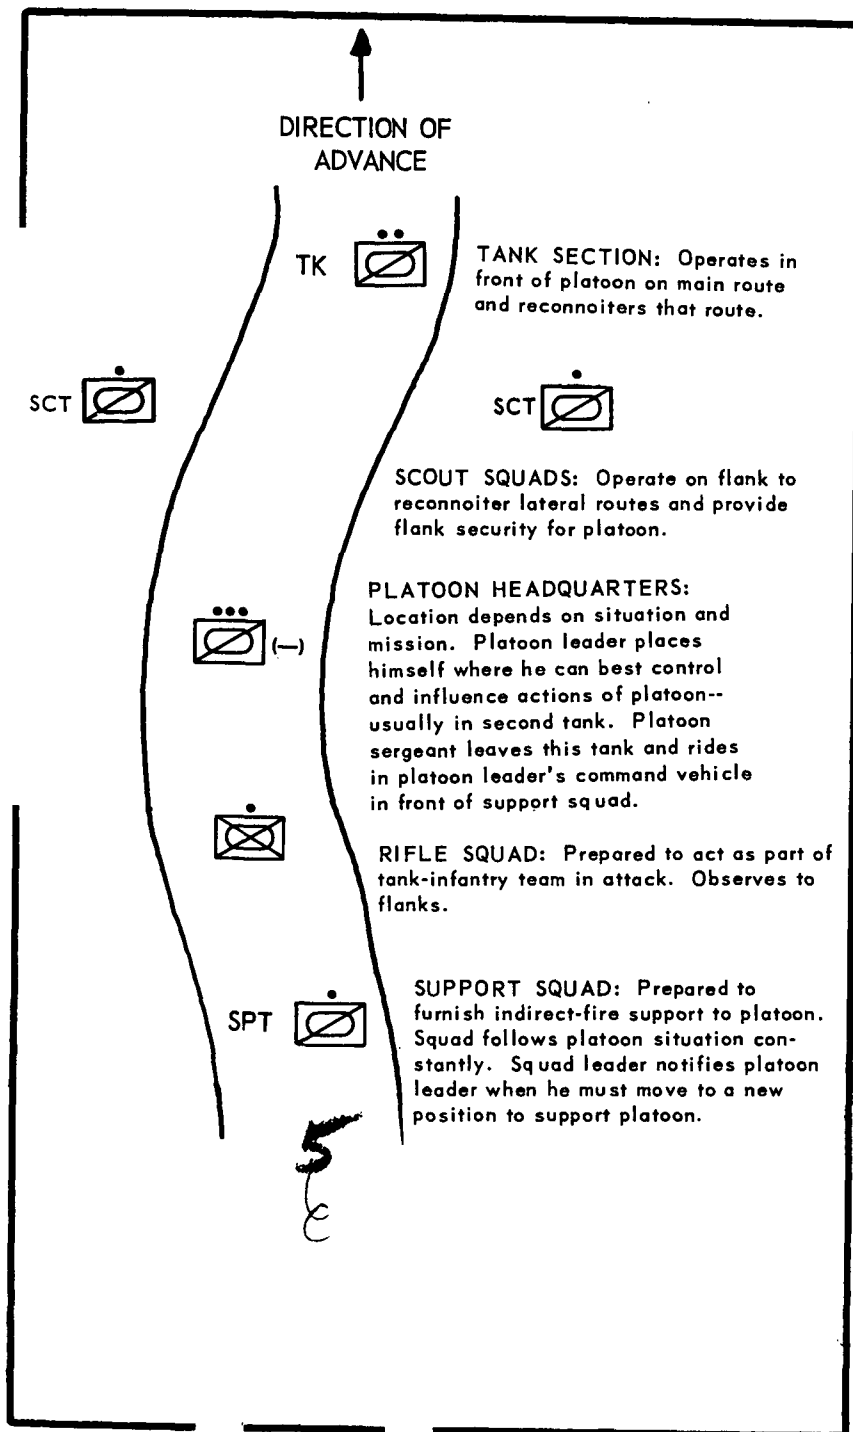 DIRECTION OF
ADVANCE
TK
TANK SECTION: Operates in
front of platoon on main route
and reconnoiters that route.
SCT
SCT
SCOUT SQUADS: Operate on flank to
reconnoiter lateral routes and provide
flank security for platoon.
(—)
PLATOON HEADQUARTERS:
Location depends on situation and
mission. Platoon leader places
himself where he can best control
and influence actions of platoon--
usually in second tank. Platoon
sergeant leaves this tank and rides
in platoon leader's command vehicle
in front of support squad.
RIFLE SQUAD: Prepared to act as part of
tank-infantry team in attack. Observes to
flanks.
SPT
SUPPORT SQUAD: Prepared to
furnish indirect-fire support to platoon.
Squad follows platoon situation con-
stantly. Squad leader notifies platoon
leader when he must move to a new
position to support platoon.